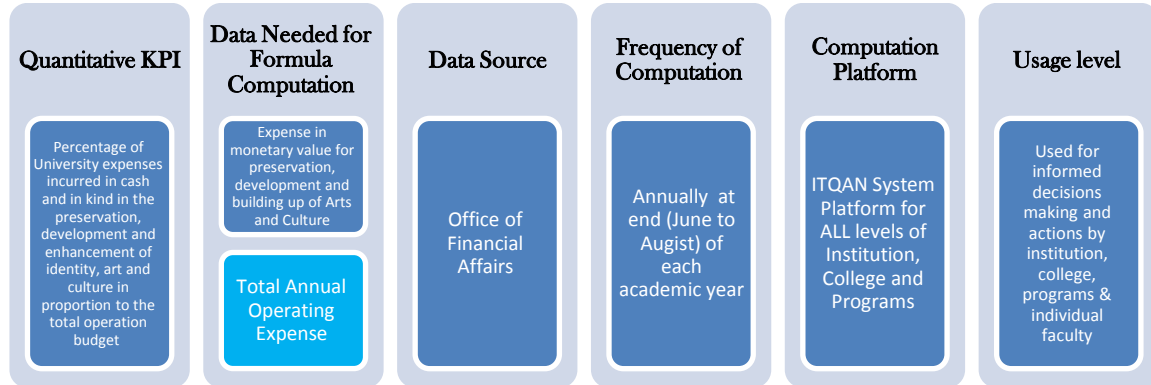 Quantitative KPI
Percentage of
University expenses
incurred in cash
and in kind in the
preservation,
development and
enhancement of
identity, art and
culture in
proportion to the
total operation
budget
Data Needed for
Formula
Computation
Expense in
monetary value for
preservation,
development and
building up of Arts
and Culture
Total Annual
Operating
Expense
Data Source
Office of
Financial
Affairs
Frequency of
Computation
Annually at
end (June to
Augist) of
each
academic year
Computation
Platform
ITQAN System
Platform for
ALL levels of
Institution,
College and
Programs
Usage level
Used for
informed
decisions
making and
actions by
institution,
college,
programs &
individual
faculty